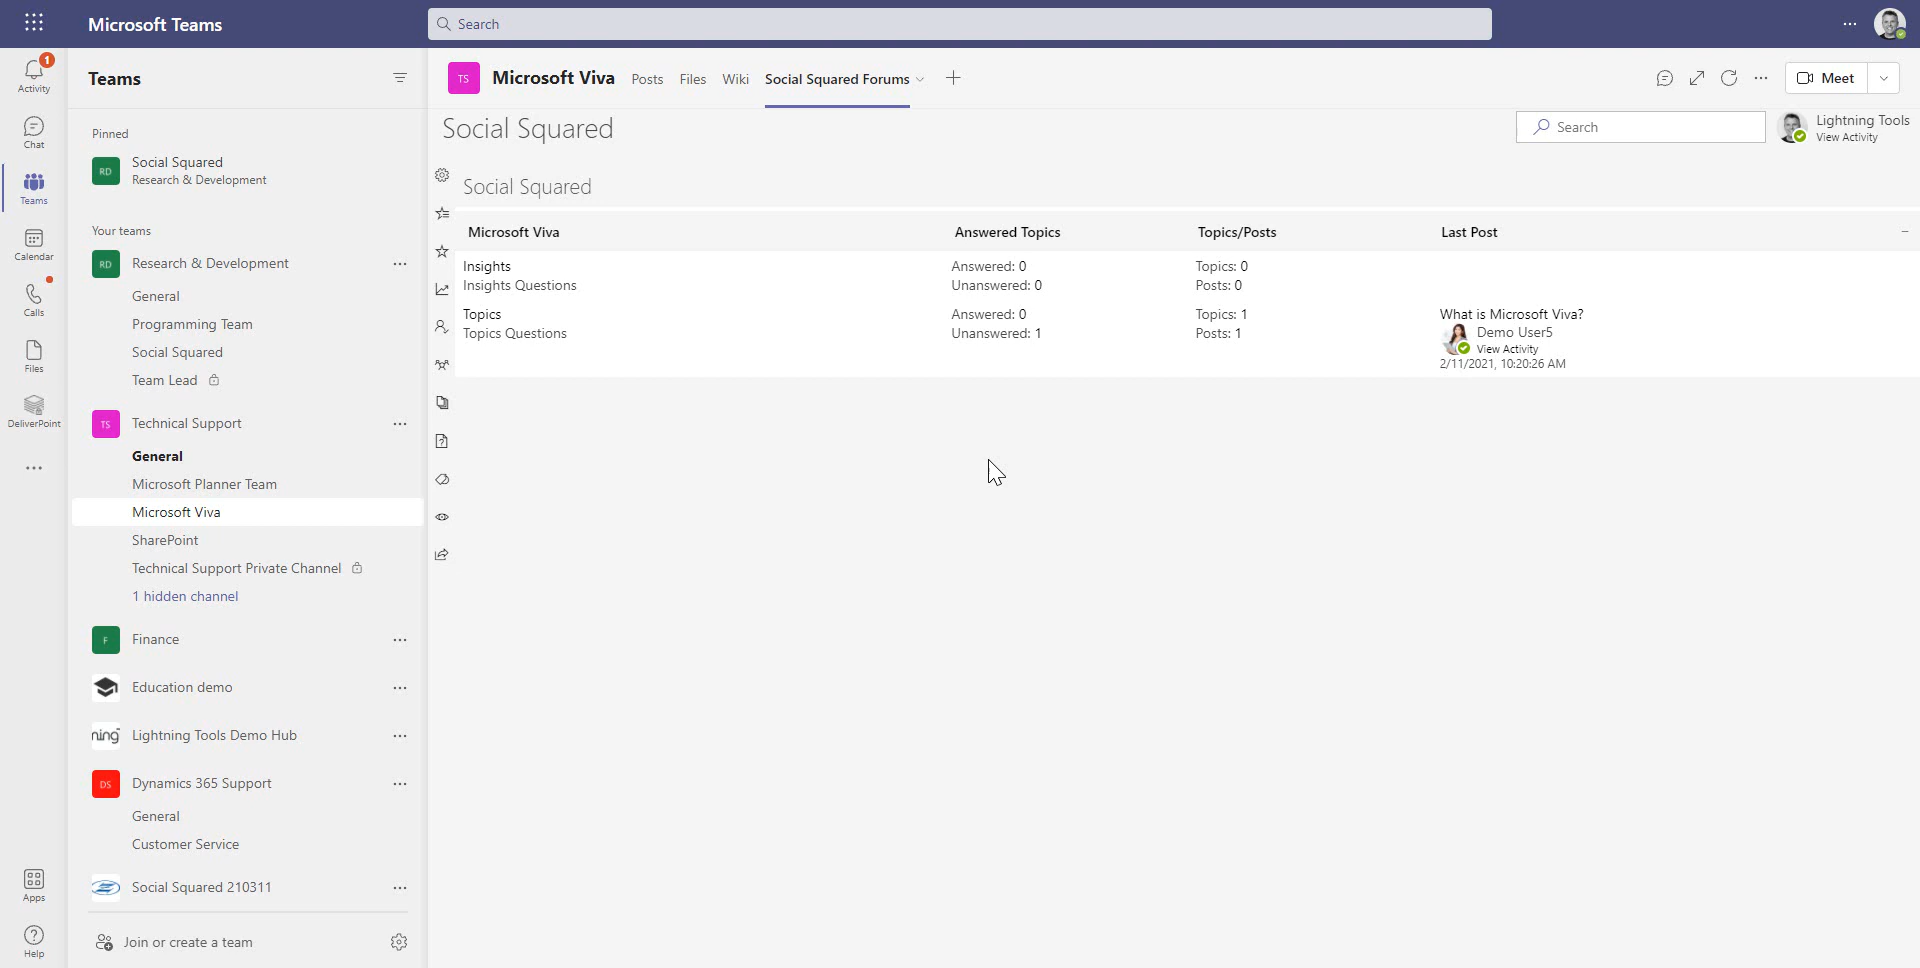 Microsoft Teams
Search
1
Activity
Chat
Teams
Calendar
Calls
Files
DeliverPoint
Apps
Help
Teams
Pinned
RD
Social Squared
Research & Development
Your teams
RD
Research & Development
General
Programming Team
Social Squared
Team Lead
TS
Technical Support
General
Microsoft Planner Team
Microsoft Viva
SharePoint
Technical Support Private Channel
1 hidden channel
F
Finance
Education demo
ning
Lightning Tools Demo Hub
DS
Dynamics 365 Support
General
Customer Service
Social Squared 210311
Join or create a team
TS
Microsoft Viva
Posts
Files
Wiki
Social Squared Forums
Meet
Social Squared
Search
Lightning Tools
View Activity
Social Squared
Microsoft Viva
Answered Topics
Topics/Posts
Last Post
Insights
Insights Questions
Answered: 0
Unanswered: 0
Topics: 0
Posts: 0
Topics
Topics Questions
Answered: 0
Unanswered: 1
Topics: 1
Posts: 1
What is Microsoft Viva?
Demo User5
View Activity
2/11/2021, 10:20:26 AM